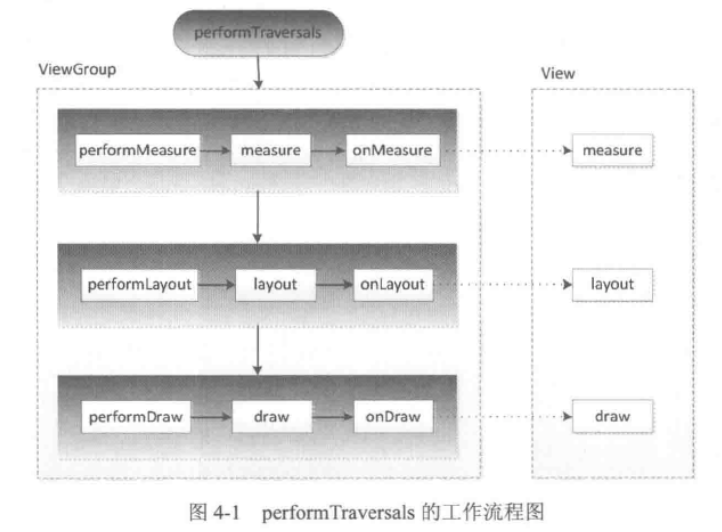 performTraversals
ViewGroup
View
performMeasure measure onMeasure measure
performLayout layout onLayout layout
performDraw draw onDraw draw
图 4-1 performTraversals 的工作流程图